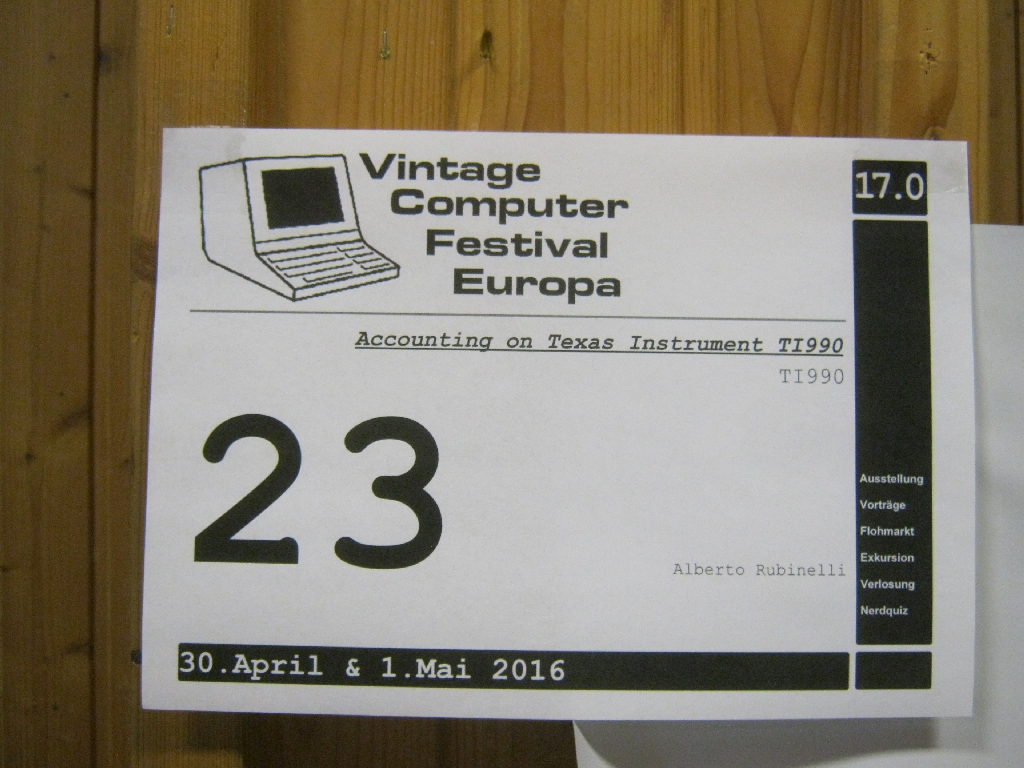 Vintage
Computer
Festival
Europa
17.0
Accounting on Texas Instrument TI990
TI990
23
Alberto Rubinelli
Ausstellung
Vorträge
Flohmarkt
Exkursion
Verlosung
Nerdquiz
30.April & 1.Mai 2016